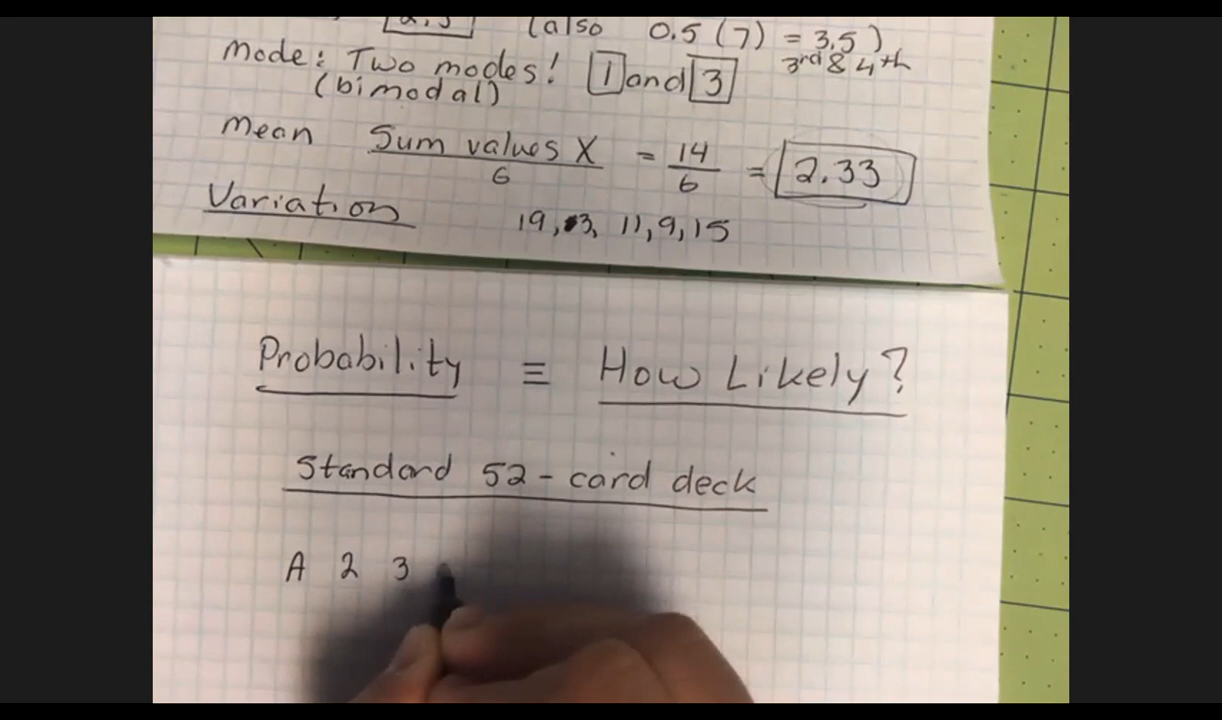 2.5 (also 0.5 (7) = 3.5)
3rd & 4th
mode: Two modes! 1 and 3
(bimodal)
mean Sum values X / 6 = 14 / 6 = 2.33
Variation 19, 3, 11, 9, 15
Probability ≡ How Likely?
Standard 52-card deck
A 2 3